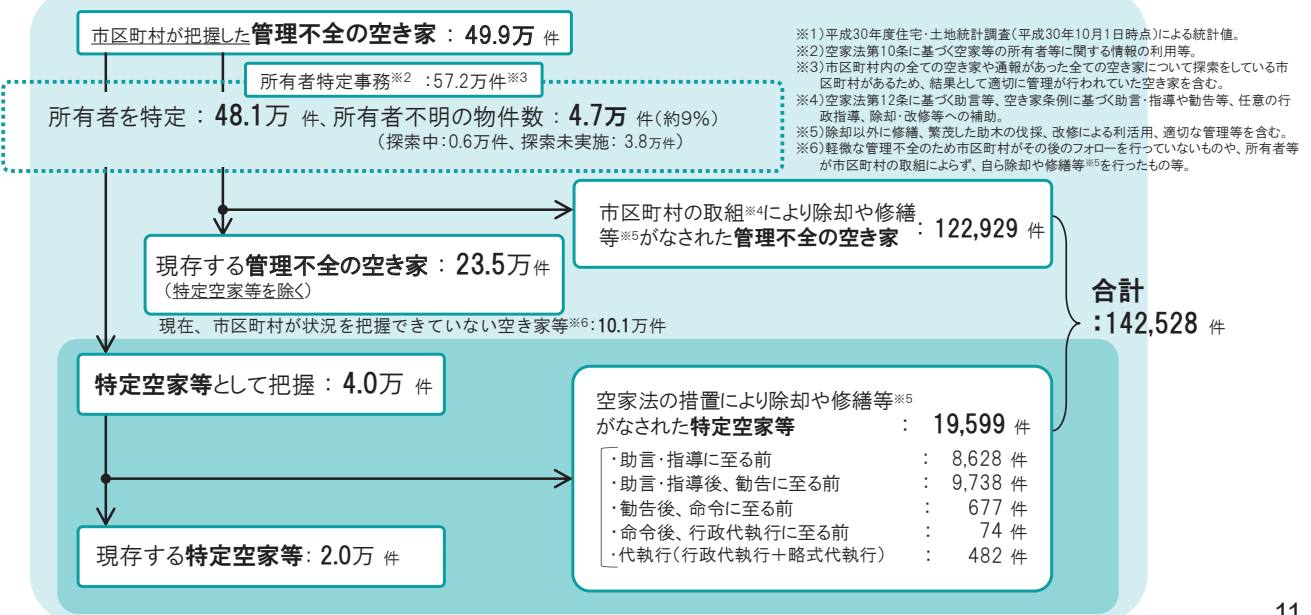 市区町村が把握した管理不全の空き家 : 49.9万 件
所有者特定事務※2 :57.2万件※3
所有者を特定 : 48.1万 件、所有者不明の物件数 : 4.7万 件(約9%)
(探索中:0.6万件、探索未実施: 3.8万件)
※1)平成30年度住宅・土地統計調査(平成30年10月1日時点)による統計値。
※2)空家法第10条に基づく空家等の所有者等に関する情報の利用等。
※3)市区町村内の全ての空き家や通報があった全ての空き家について探索をしている市
区町村があるため、結果として適切に管理が行われていた空き家を含む。
※4)空家法第12条に基づく助言等、空き家条例に基づく助言・指導や勧告等、任意の行
政指導、除却・改修等への補助。
※5)除却以外に修繕、繁茂した助木の伐採、改修による利活用、適切な管理等を含む。
※6)軽微な管理不全のため市区町村がその後のフォローを行っていないものや、所有者等
が市区町村の取組によらず、自ら除却や修繕等※5を行ったもの等。
市区町村の取組※4により除却や修繕
等※5がなされた管理不全の空き家 : 122,929 件
現存する管理不全の空き家 : 23.5万件
(特定空家等を除く)
現在、市区町村が状況を把握できていない空き家等※6:10.1万件
合計
:142,528 件
特定空家等として把握 : 4.0万 件
空家法の措置により除却や修繕等※5
がなされた特定空家等 : 19,599 件
・助言・指導に至る前 : 8,628 件
・助言・指導後、勧告に至る前 : 9,738 件
・勧告後、命令に至る前 : 677 件
・命令後、行政代執行に至る前 : 74 件
・代執行(行政代執行+略式代執行) : 482 件
現存する特定空家等: 2.0万 件
11